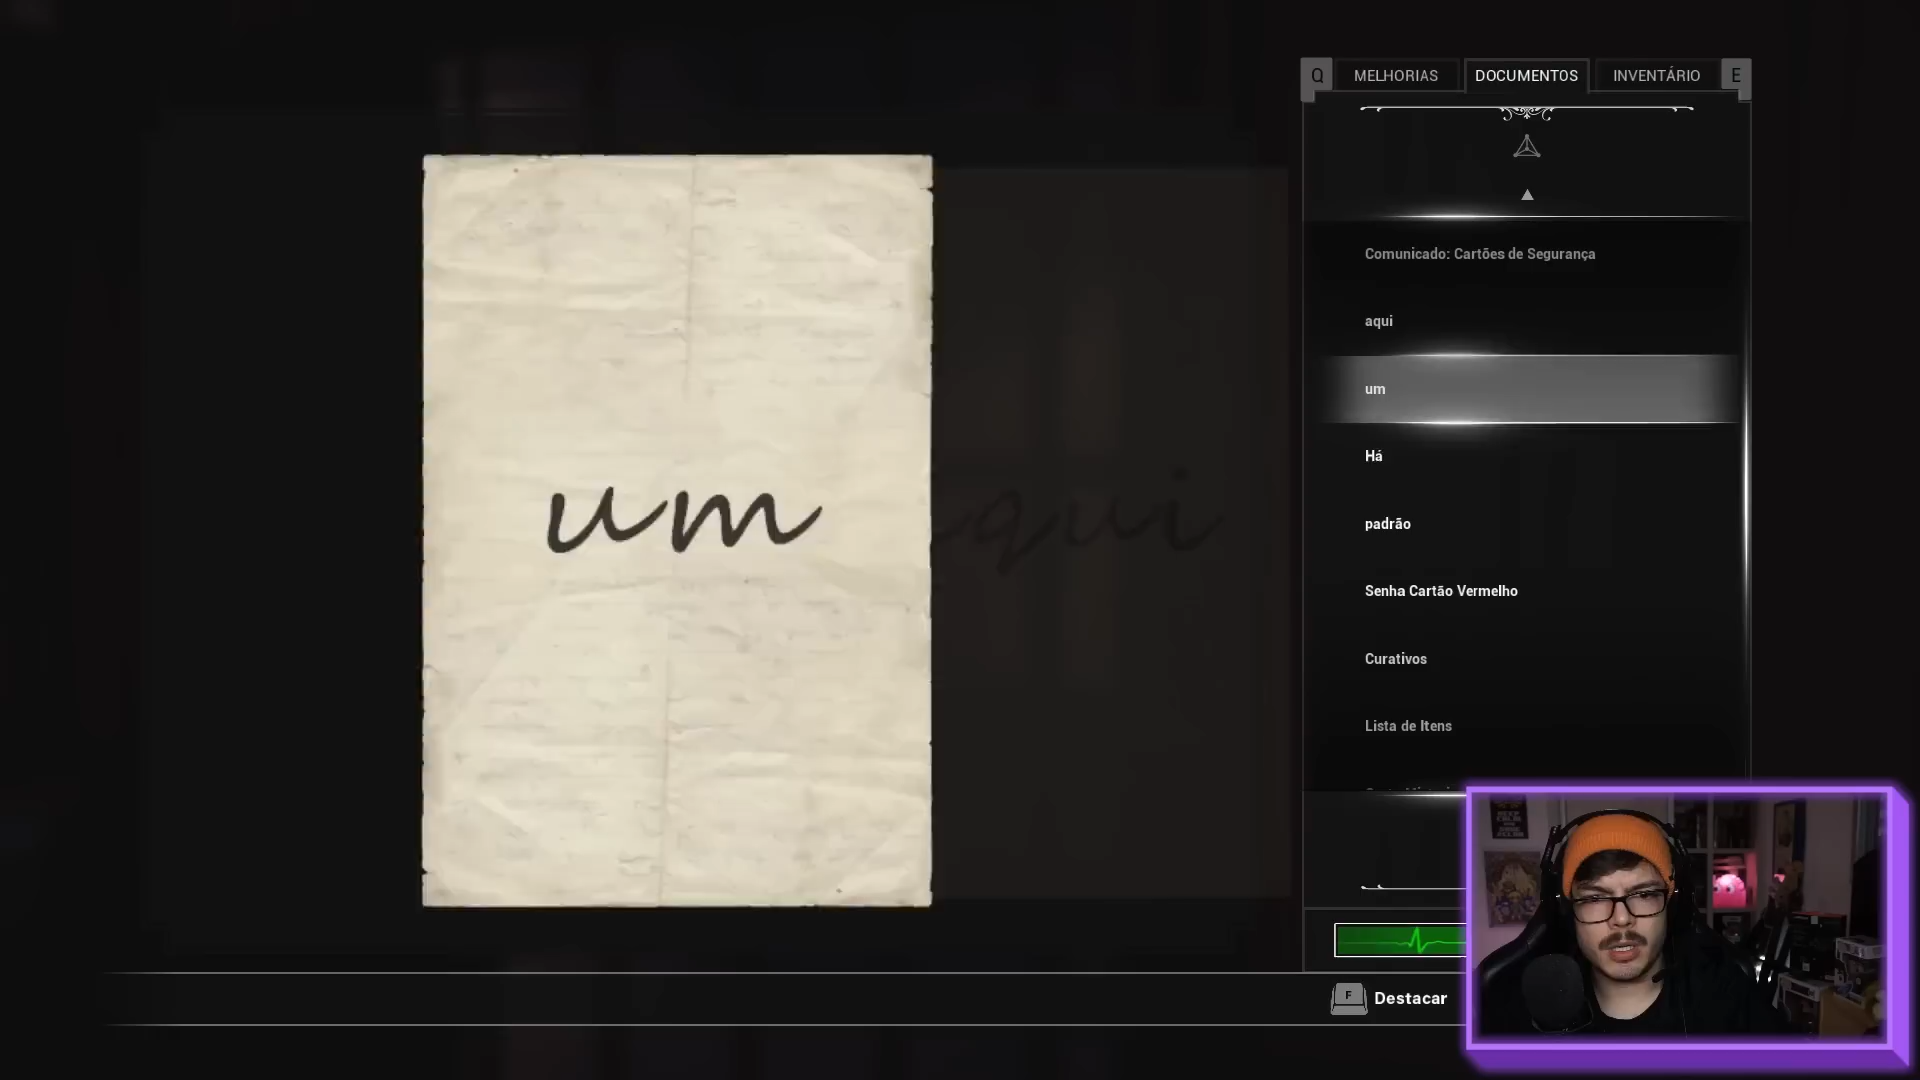 Q MELHORIAS DOCUMENTOS INVENTÁRIO E
Comunicado: Cartões de Segurança
aqui
um
Há
padrão
Senha Cartão Vermelho
Curativos
Lista de Itens
um
qui
F Destacar